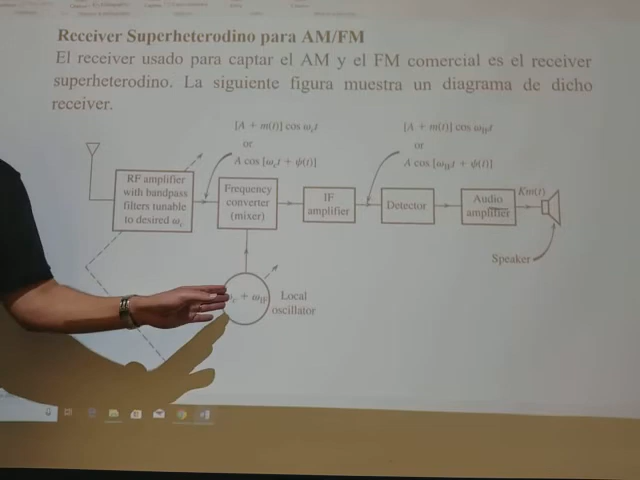 Receiver Superheterodino para AM/FM
El receiver usado para captar el AM y el FM comercial es el receiver
superheterodino. La siguiente figura muestra un diagrama de dicho
receiver.
[A + m(t)] cos ω_c t
or
A cos [ω_c t + ψ(t)]
[A + m(t)] cos ω_IF t
or
A cos [ω_IF t + ψ(t)]
RF amplifier
with bandpass
filters tunable
to desired ω_c
Frequency
converter
(mixer)
IF
amplifier
Detector
Audio
amplifier
Km(t)
Speaker
+ ω_IF
Local
oscillator